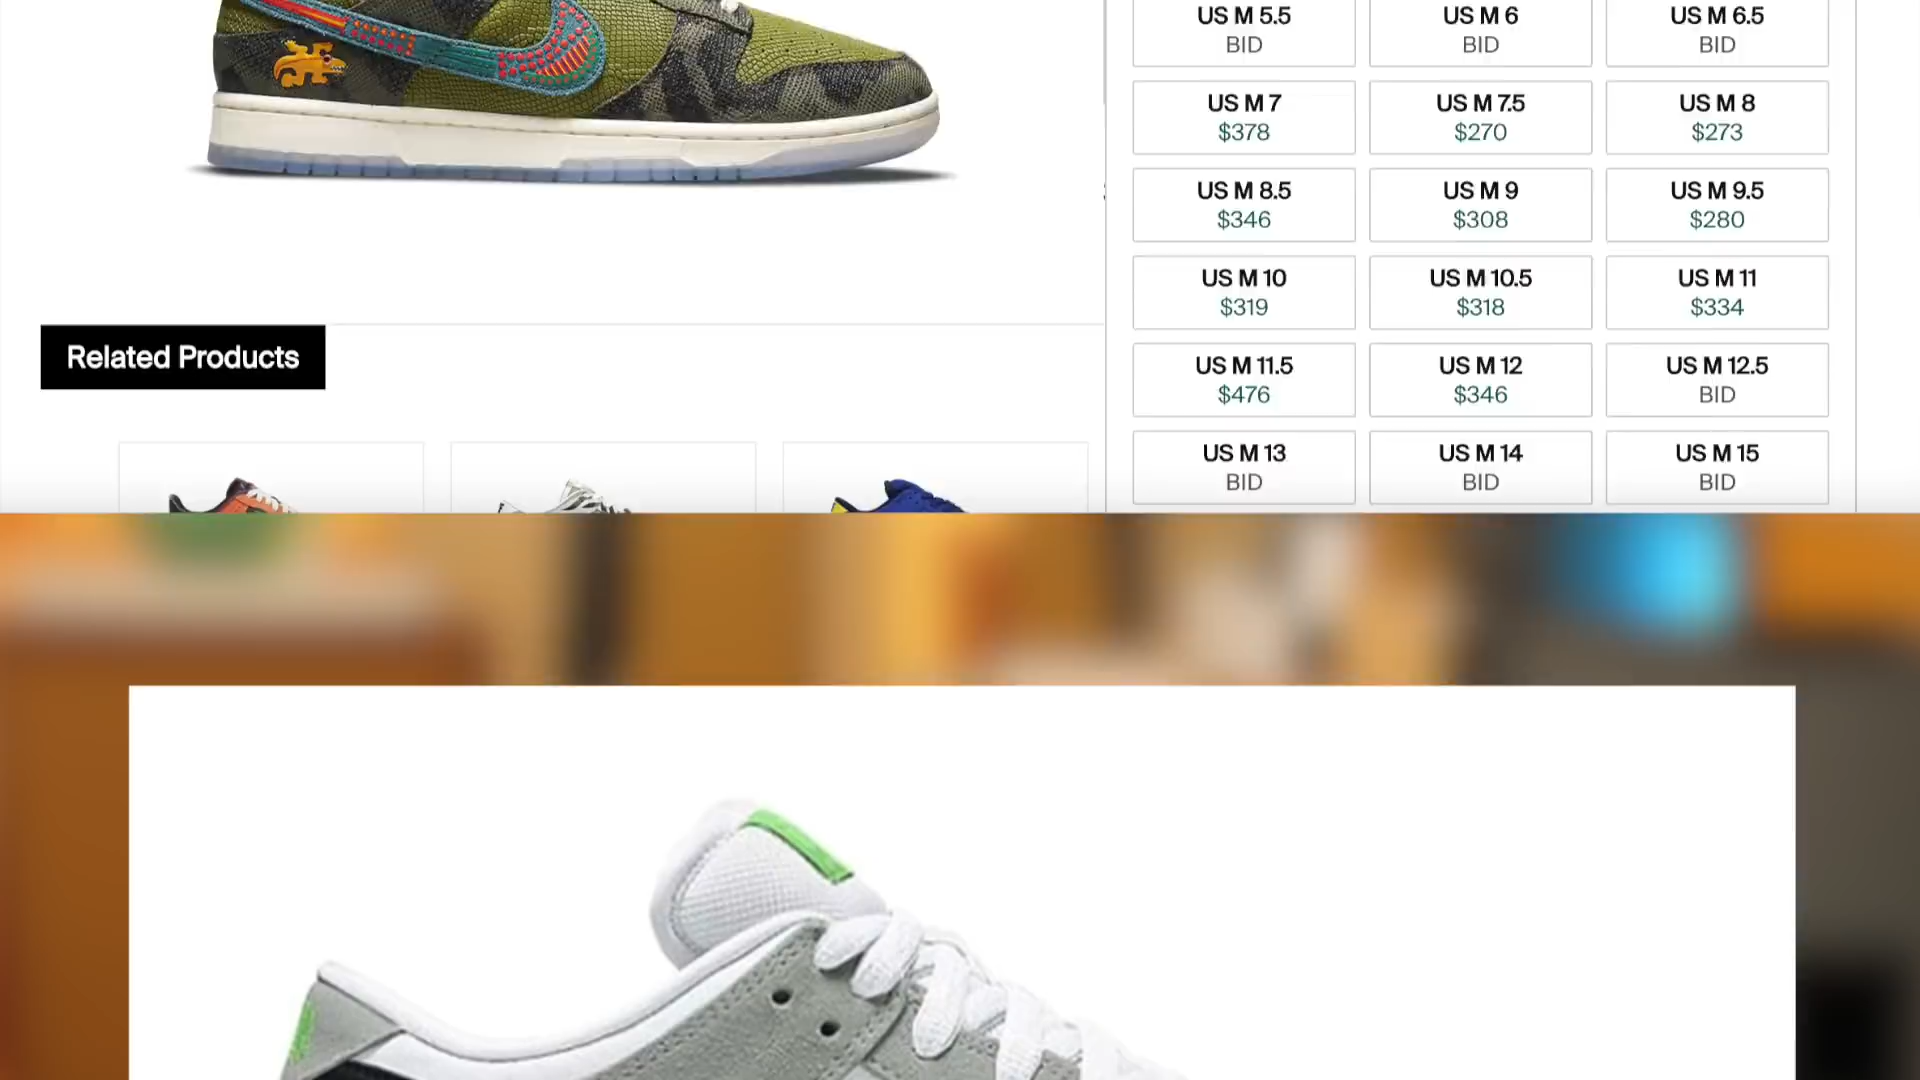 US M 5.5
BID
US M 6
BID
US M 6.5
BID
US M 7
$378
US M 7.5
$270
US M 8
$273
US M 8.5
$346
US M 9
$308
US M 9.5
$280
US M 10
$319
US M 10.5
$318
US M 11
$334
US M 11.5
$476
US M 12
$346
US M 12.5
BID
US M 13
BID
US M 14
BID
US M 15
BID
Related Products